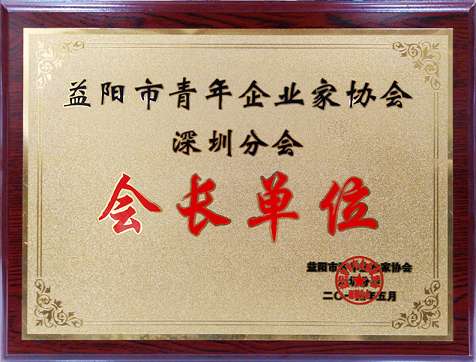 益阳市青年企业家协会
深圳分会
会长单位
益阳市 家协会
二〇 年五月